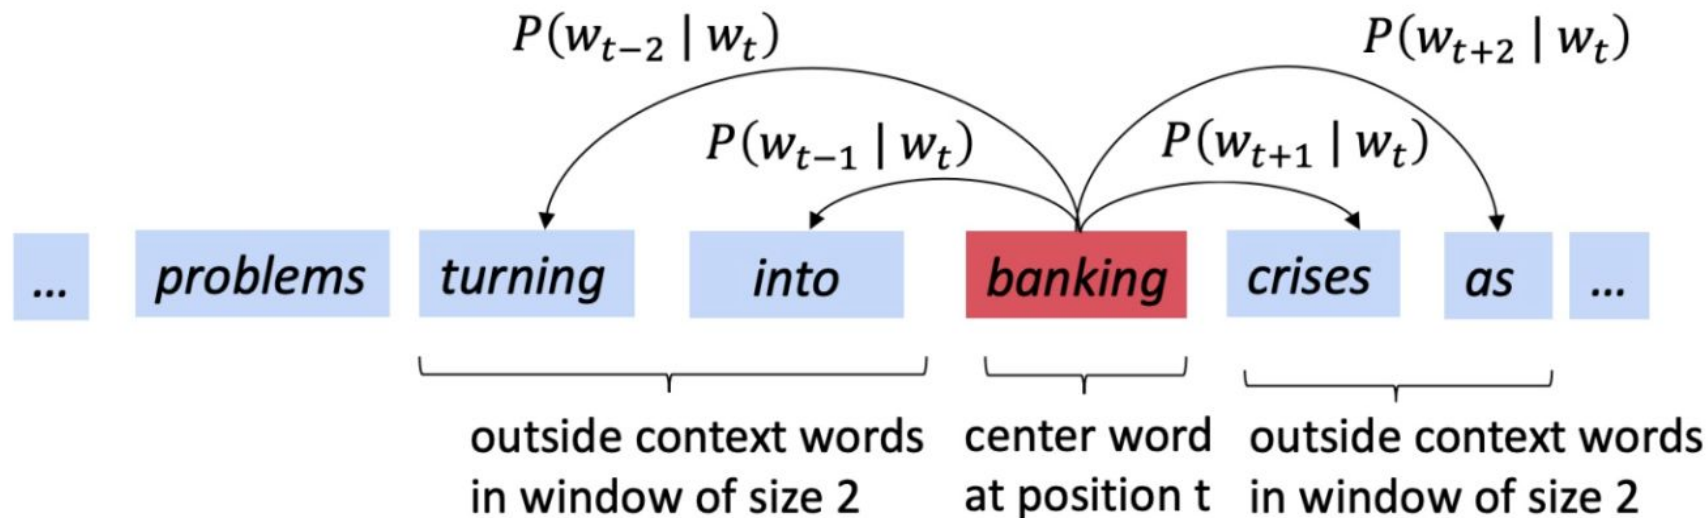 P(w_{t−2} | w_t) P(w_{t+2} | w_t)
P(w_{t−1} | w_t) P(w_{t+1} | w_t)
... problems turning into banking crises as ...
outside context words center word outside context words
in window of size 2 at position t in window of size 2